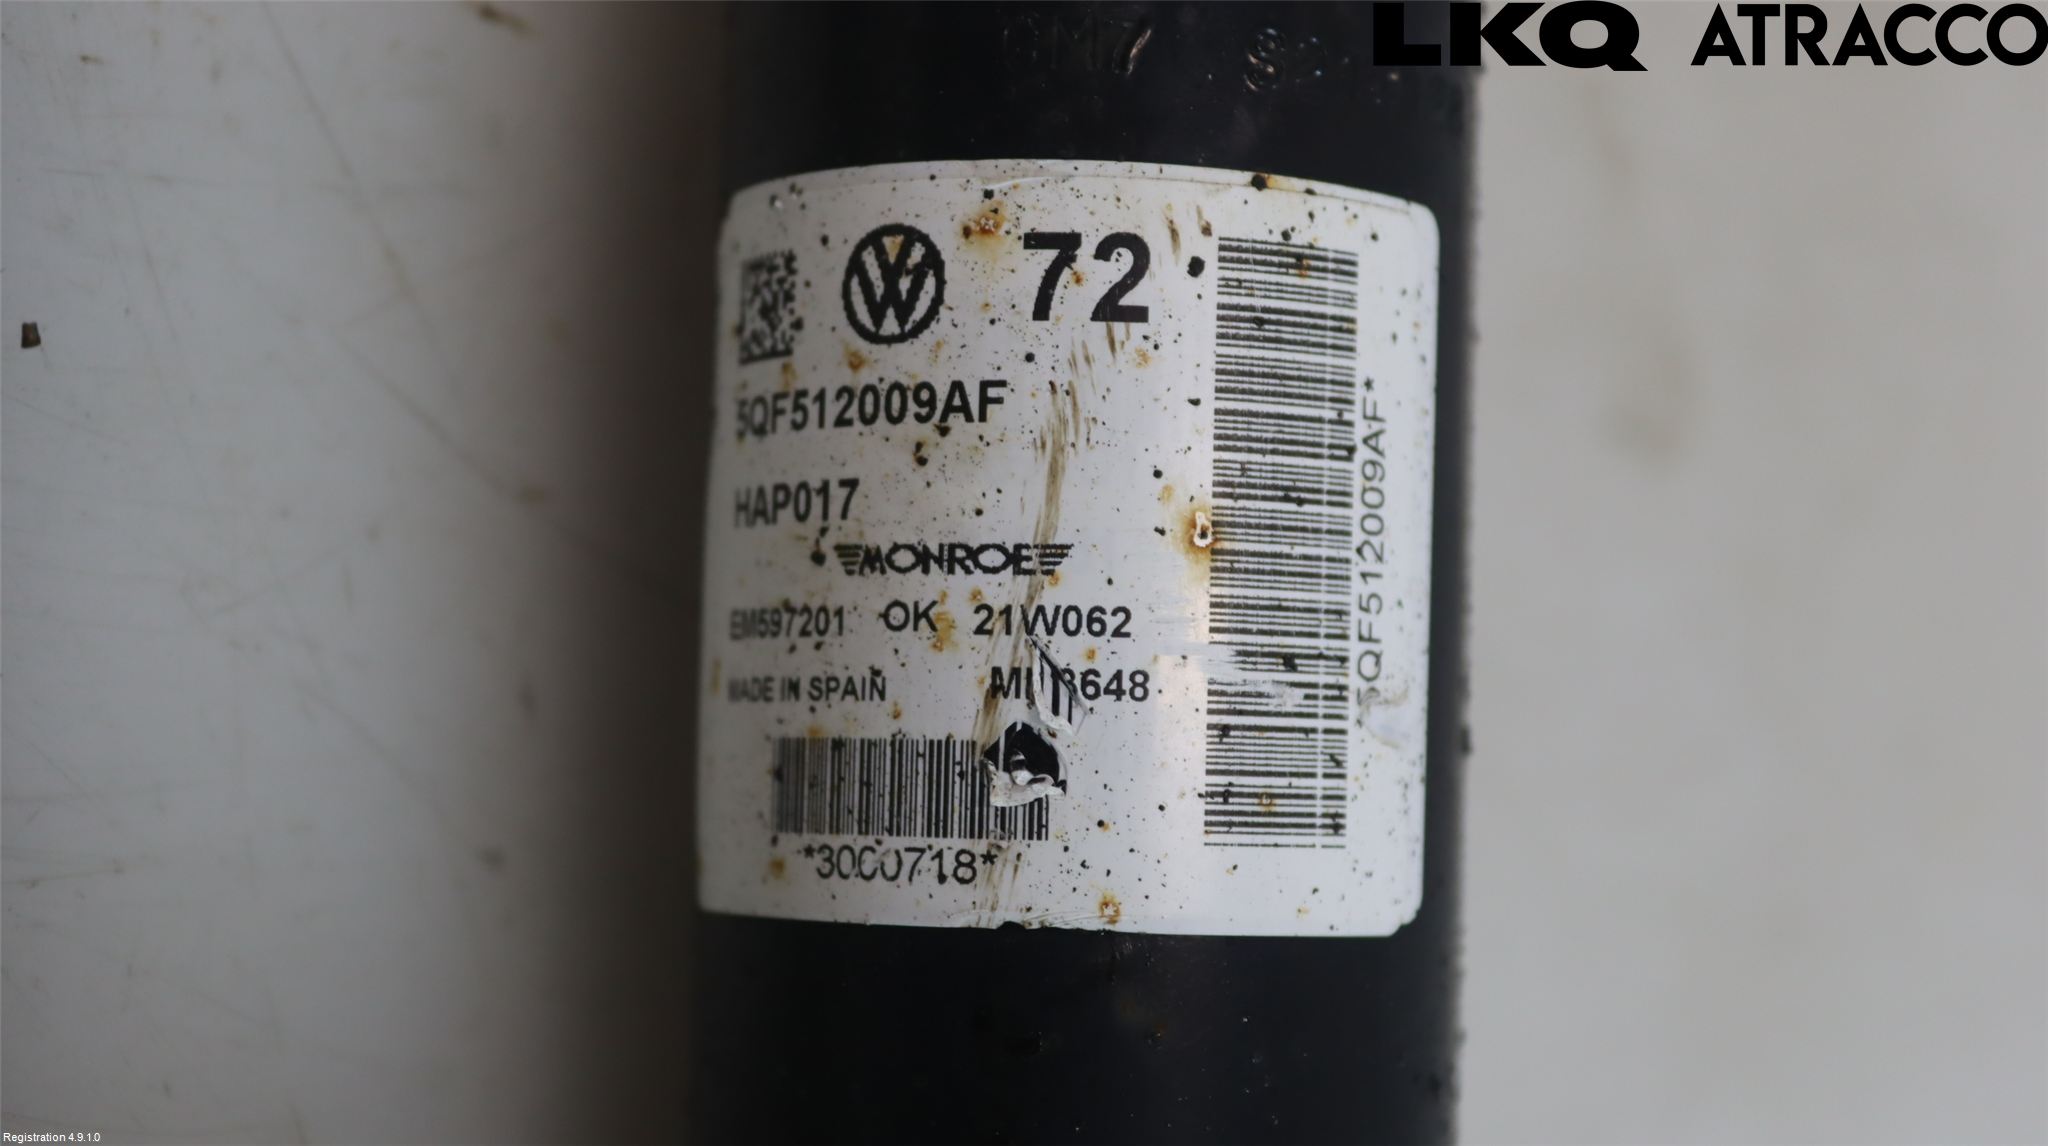 LKQ ATRACCO
72
5QF512009AF
HAP017
MONROE
EM597201 OK 21W062
MADE IN SPAIN
*3000718*
5QF512009AF*
Registration 4.9.1.0